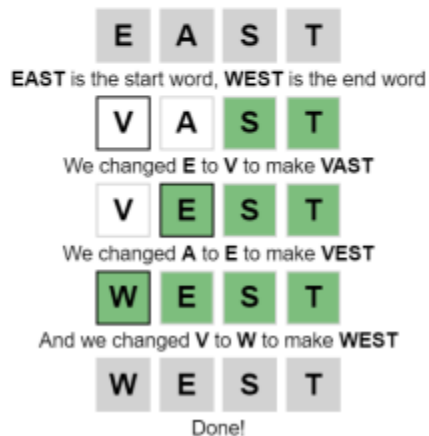 E A S T
EAST is the start word, WEST is the end word
V A S T
We changed E to V to make VAST
V E S T
We changed A to E to make VEST
W E S T
And we changed V to W to make WEST
W E S T
Done!